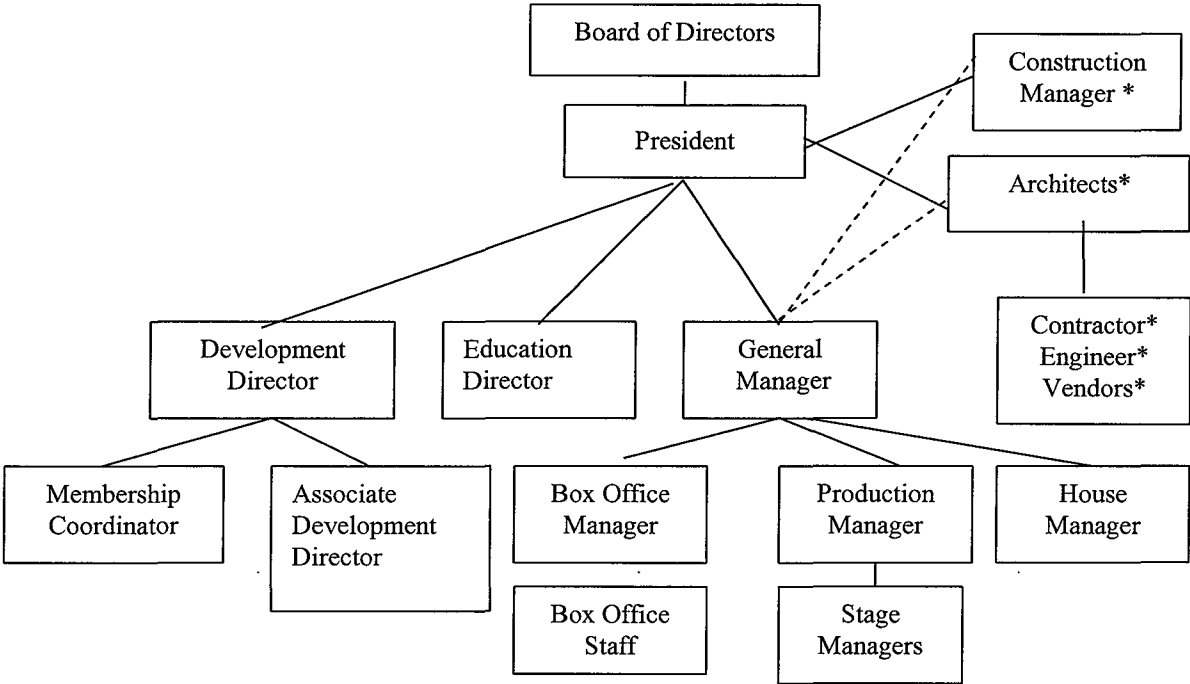 Board of Directors
Construction
Manager *
President
Architects*
Development
Director
Education
Director
General
Manager
Contractor*
Engineer*
Vendors*
Membership
Coordinator
Associate
Development
Director
Box Office
Manager
Production
Manager
House
Manager
Box Office
Staff
Stage
Managers